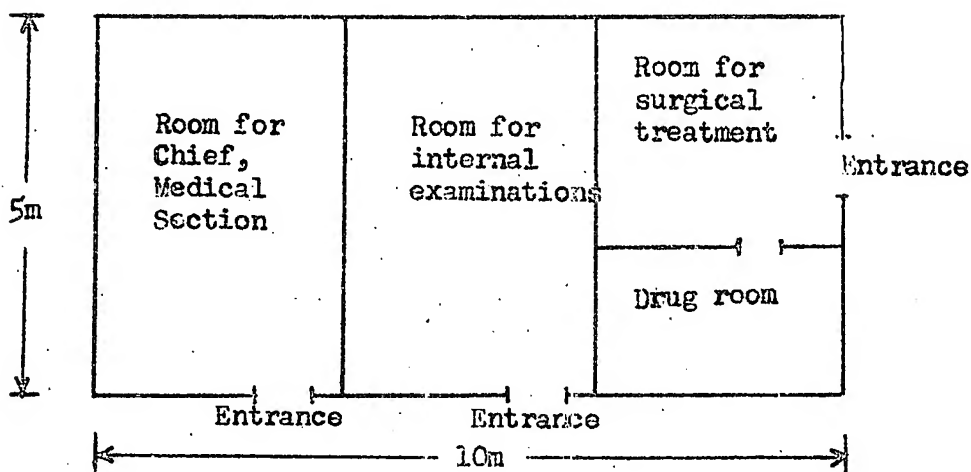 Room for
Chief,
Medical
Section
Room for
internal
examinations
Room for
surgical
treatment
Entrance
5m
Drug room
Entrance
Entrance
10m